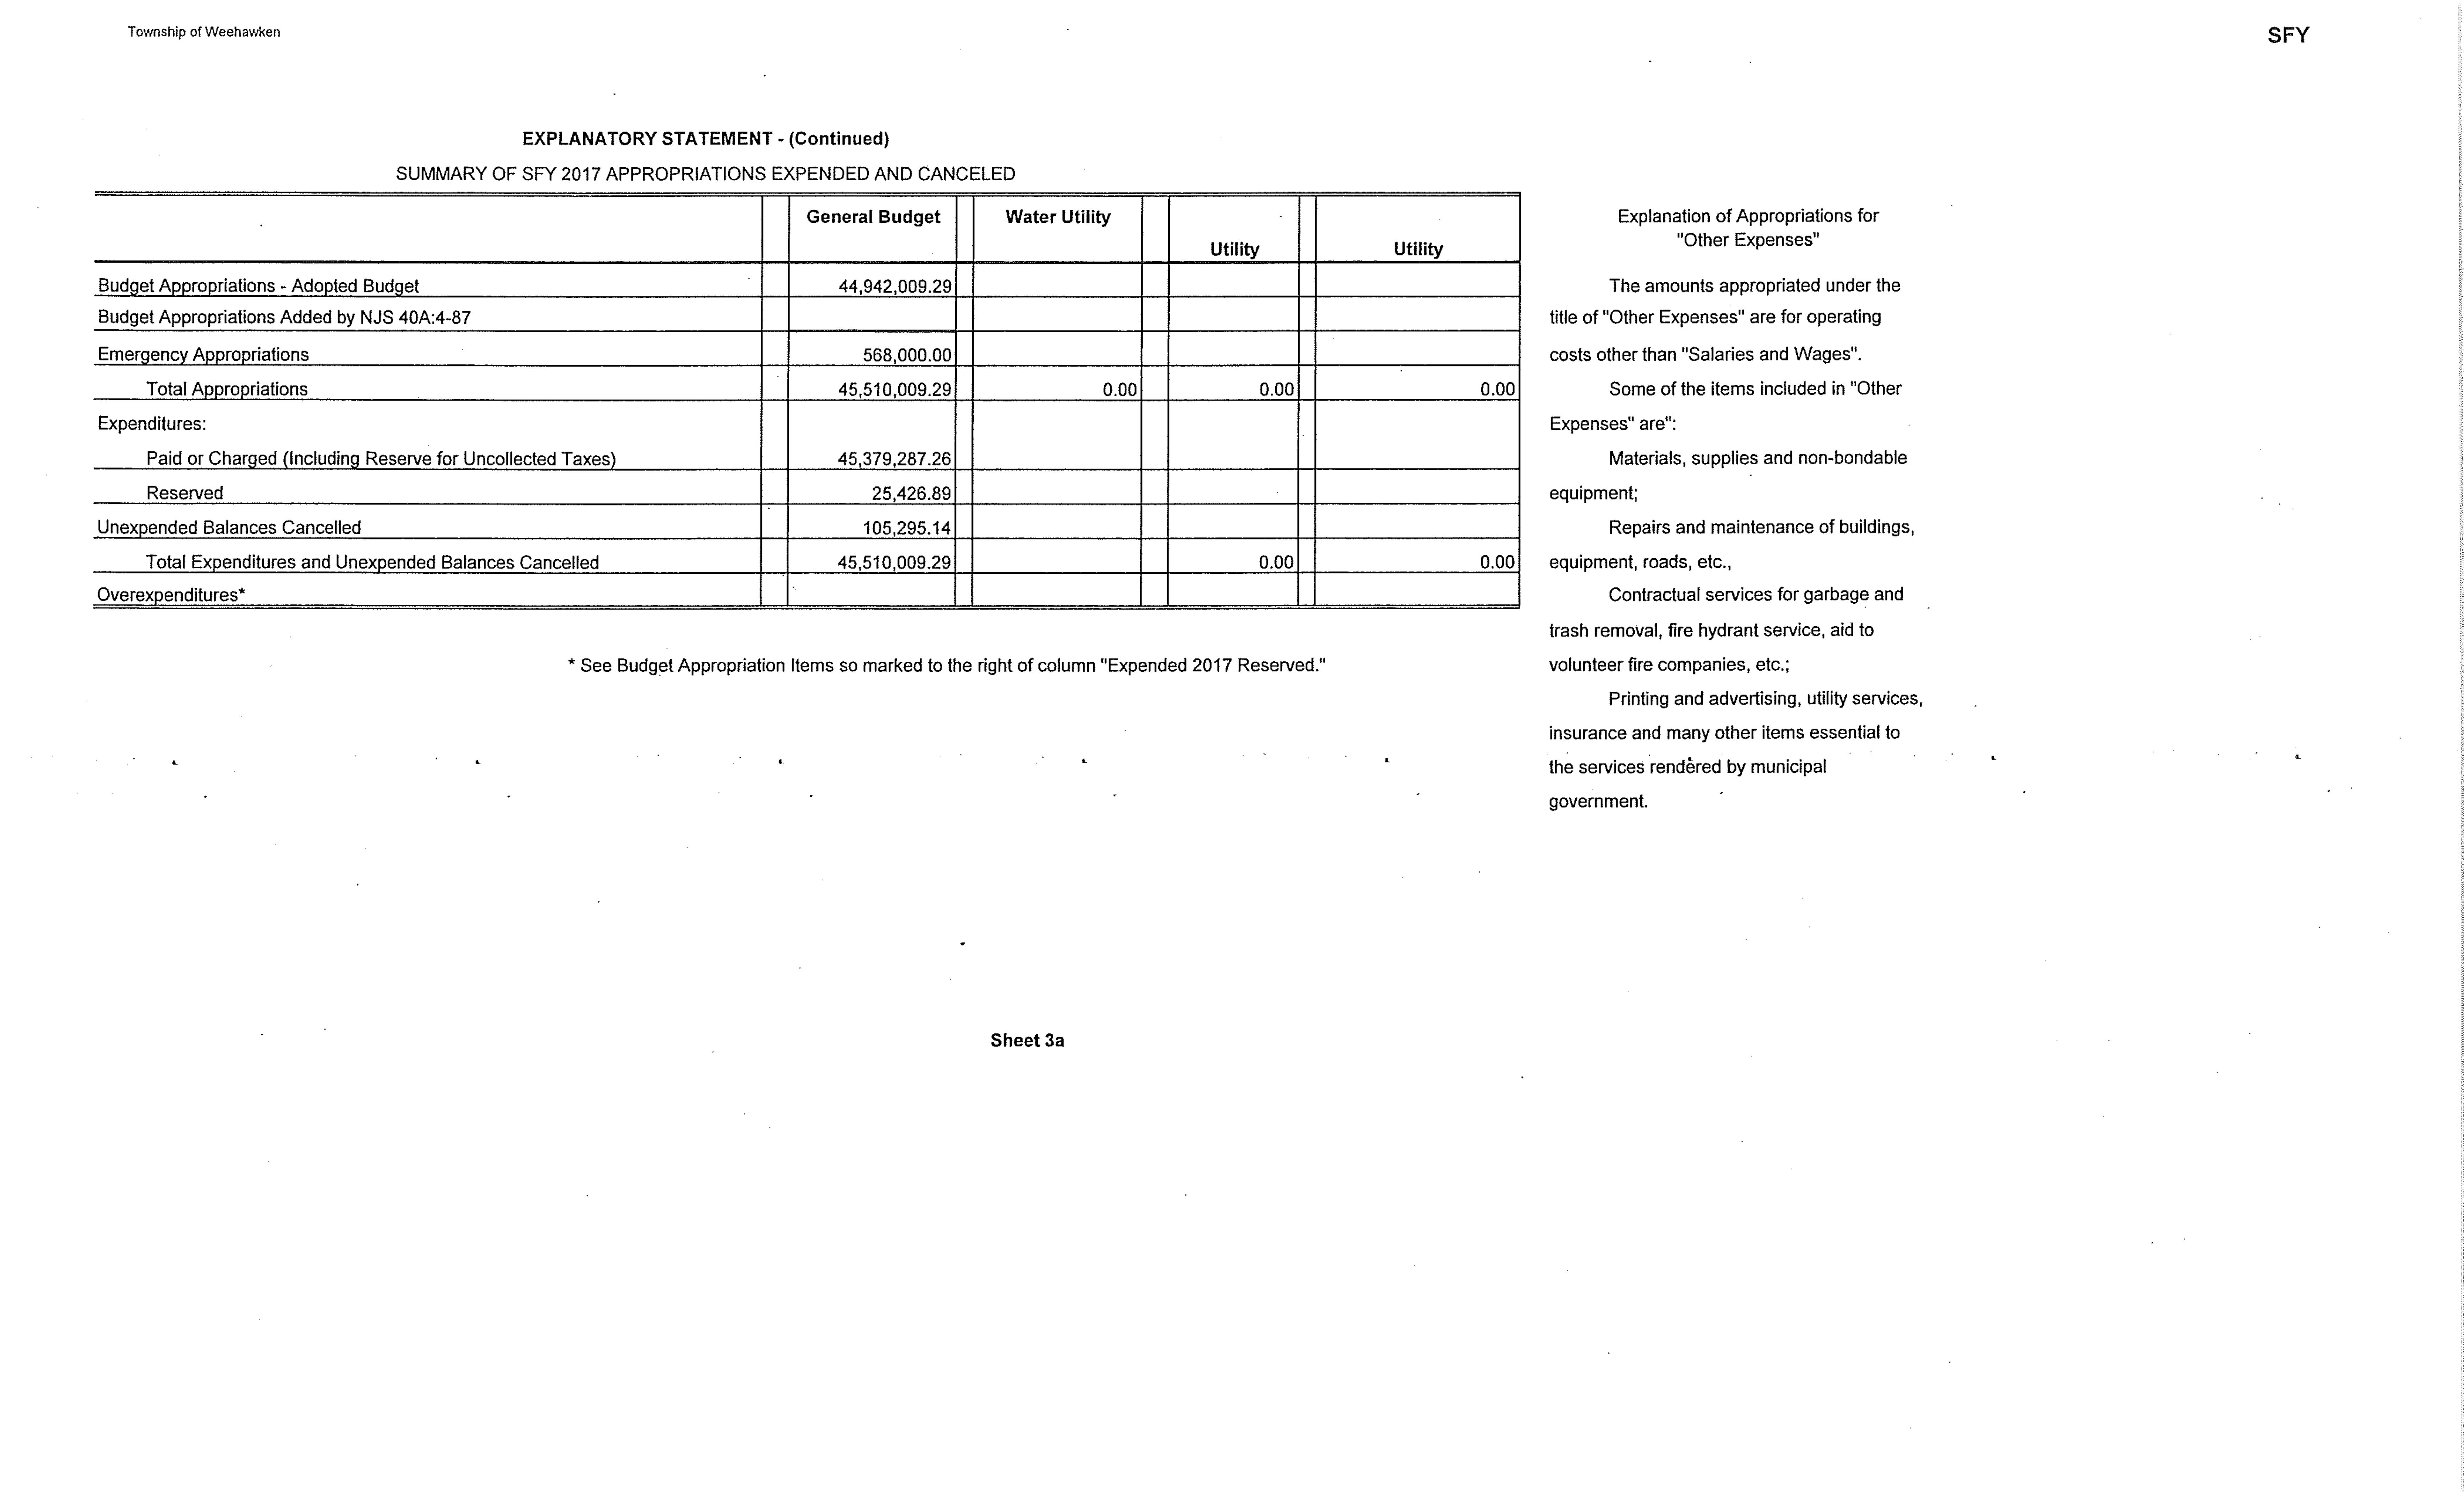 Township of Weehawken
SFY
EXPLANATORY STATEMENT - (Continued)
SUMMARY OF SFY 2017 APPROPRIATIONS EXPENDED AND CANCELED
General Budget Water Utility
Utility Utility
Budget Appropriations - Adopted Budget 44,942,009.29
Budget Appropriations Added by NJS 40A:4-87
Emergency Appropriations 568,000.00
Total Appropriations 45,510,009.29 0.00 0.00 0.00
Expenditures:
Paid or Charged (Including Reserve for Uncollected Taxes) 45,379,287.26
Reserved 25,426.89
Unexpended Balances Cancelled 105,295.14
Total Expenditures and Unexpended Balances Cancelled 45,510,009.29 0.00 0.00
Overexpenditures*
* See Budget Appropriation Items so marked to the right of column "Expended 2017 Reserved."
Explanation of Appropriations for
"Other Expenses"
The amounts appropriated under the
title of "Other Expenses" are for operating
costs other than "Salaries and Wages".
Some of the items included in "Other
Expenses" are":
Materials, supplies and non-bondable
equipment;
Repairs and maintenance of buildings,
equipment, roads, etc.,
Contractual services for garbage and
trash removal, fire hydrant service, aid to
volunteer fire companies, etc.;
Printing and advertising, utility services,
insurance and many other items essential to
the services rendered by municipal
government.
Sheet 3a